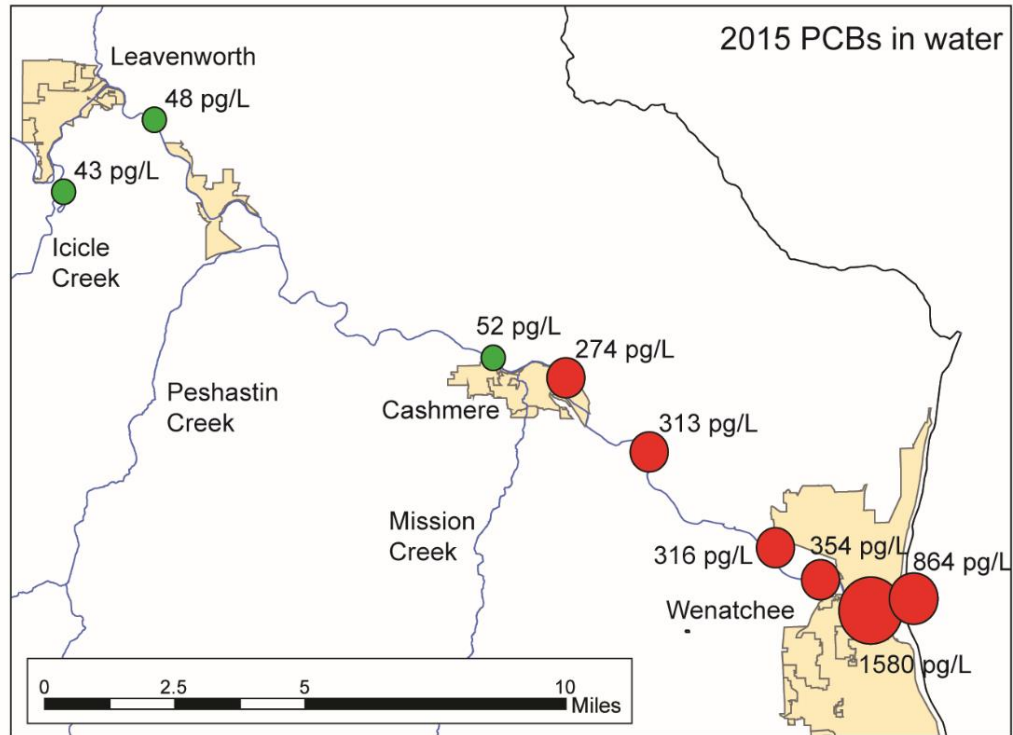 2015 PCBs in water
Leavenworth
48 pg/L
43 pg/L
Icicle
Creek
52 pg/L
274 pg/L
Peshastin
Creek
Cashmere
313 pg/L
Mission
Creek
316 pg/L
354 pg/L
864 pg/L
Wenatchee
1580 pg/L
0 2.5 5 10
Miles